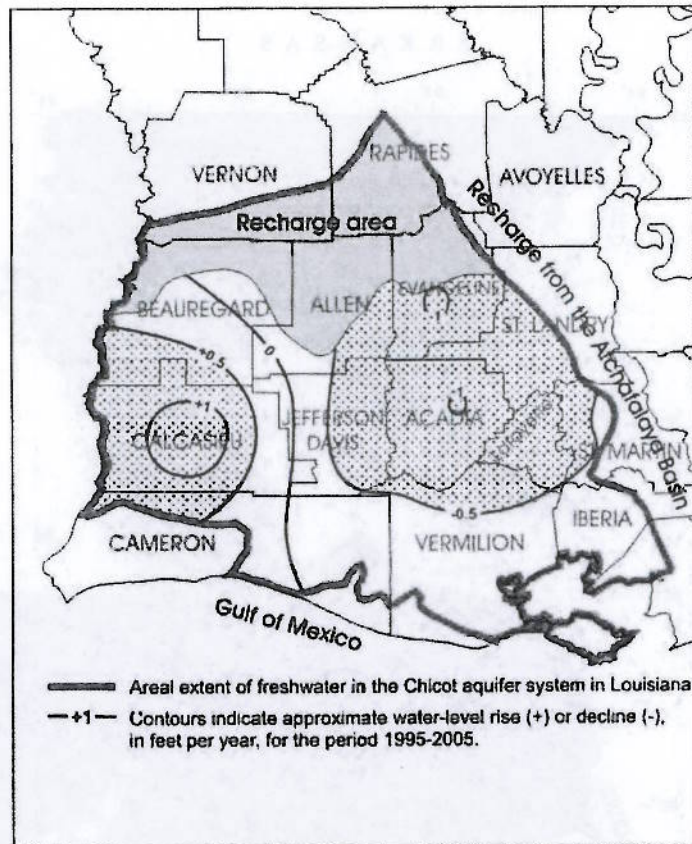 RAPIDES
VERNON
AVOYELLES
Recharge area
Recharge from the Atchafalaya Basin
BEAUREGARD
ALLEN
EVANGELINE
ST. LANDRY
+0.5
0
1
+1
1
CALCASIEU
JEFFERSON
DAVIS
ACADIA
Lafayette
ST. MARTIN
-0.5
IBERIA
CAMERON
VERMILION
Gulf of Mexico
Areal extent of freshwater in the Chicot aquifer system in Louisiana
+1 Contours indicate approximate water-level rise (+) or decline (-),
in feet per year, for the period 1995-2005.